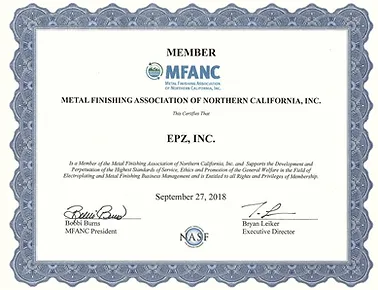 MEMBER
MFANC
METAL FINISHING ASSOCIATION
OF NORTHERN CALIFORNIA, INC.
METAL FINISHING ASSOCIATION OF NORTHERN CALIFORNIA, INC.
This Certifies That
EPZ, INC.
Is a Member of the Metal Finishing Association of Northern California, Inc. and Supports the Development and
Perpetuation of the Highest Standards of Service, Ethics and Promotion of the General Welfare in the Field of
Electroplating and Metal Finishing Business Management and is Entitled to all Rights and Privileges of Membership.
September 27, 2018
Bobbi Burns
MFANC President
NASF
Bryan Leiker
Executive Director